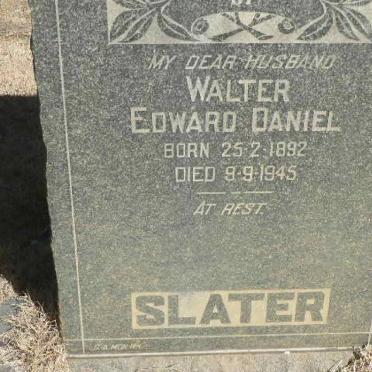 MY DEAR HUSBAND
WALTER
EDWARD DANIEL
BORN 25·2·1892
DIED 9·9·1945
AT REST.
SLATER